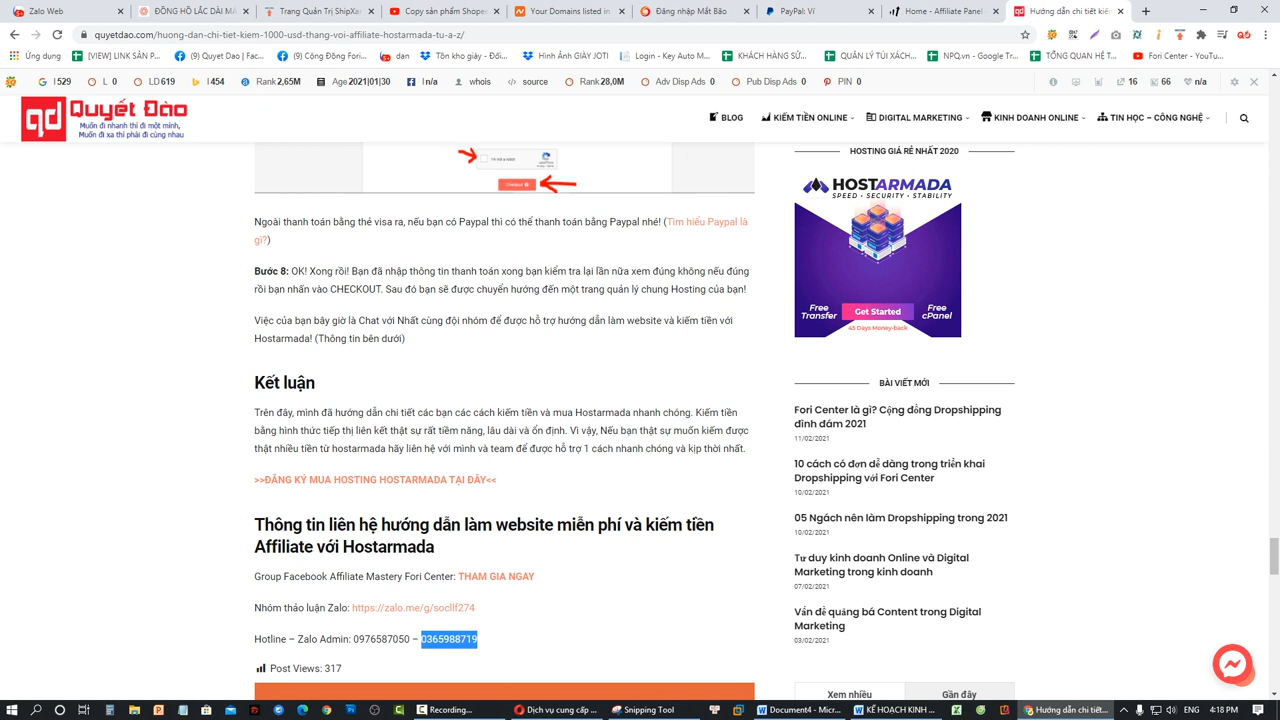 Zalo Web
ĐỒNG HỒ LẮC DÀI MÃ
Trang Quản Trị Shipfan
Copy sản phẩm Shopee
Your Domains | listed in
Đăng nhập Mắt Bão
PayPal: Ví
Home - Affiliate Panel
Hướng dẫn chi tiết kiếm
quyetdao.com/huong-dan-chi-tiet-kiem-1000-usd-thang-voi-affiliate-hostarmada-tu-a-z/
Ứng dụng
[VIEW] LINK SẢN P...
(9) Quyet Dao | Fac...
(9) Cộng đồng Fori...
dan
Tồn kho giày - Đối...
Hình Ảnh GIÀY JOTI
Login - Key Auto M...
KHÁCH HÀNG SỬ...
QUẢN LÝ TÚI XÁCH...
NPQ.vn - Google Tr...
TỔNG QUAN HỆ T...
Fori Center - YouTu...
I 529
L 0
LD 619
I 454
Rank 2,65M
Age 2021|01|30
I n/a
whois
source
Rank 28,0M
Adv Disp Ads 0
Pub Disp Ads 0
PIN 0
16
66
n/a
qd Quyết Đào
Muốn đi nhanh thì đi một mình,
Muốn đi xa thì phải đi cùng nhau
BLOG
KIẾM TIỀN ONLINE
DIGITAL MARKETING
KINH DOANH ONLINE
TIN HỌC – CÔNG NGHỆ
I'm not a robot
Checkout
Ngoài thanh toán bằng thẻ visa ra, nếu bạn có Paypal thì có thể thanh toán bằng Paypal nhé! (Tìm hiểu Paypal là
gì?)
Bước 8: OK! Xong rồi! Bạn đã nhập thông tin thanh toán xong bạn kiểm tra lại lần nữa xem đúng không nếu đúng
rồi bạn nhấn vào CHECKOUT. Sau đó bạn sẽ được chuyển hướng đến một trang quản lý chung Hosting của bạn!
Việc của bạn bây giờ là Chat với Nhất cùng đội nhóm để được hỗ trợ hướng dẫn làm website và kiếm tiền với
Hostarmada! (Thông tin bên dưới)
Kết luận
Trên đây, mình đã hướng dẫn chi tiết các bạn các cách kiếm tiền và mua Hostarmada nhanh chóng. Kiếm tiền
bằng hình thức tiếp thị liên kết thật sự rất tiềm năng, lâu dài và ổn định. Vì vậy, Nếu bạn thật sự muốn kiếm được
thật nhiều tiền từ hostarmada hãy liên hệ với mình và team để được hỗ trợ 1 cách nhanh chóng và kịp thời nhất.
>>ĐĂNG KÝ MUA HOSTING HOSTARMADA TẠI ĐÂY<<
Thông tin liên hệ hướng dẫn làm website miễn phí và kiếm tiền
Affiliate với Hostarmada
Group Facebook Affiliate Mastery Fori Center: THAM GIA NGAY
Nhóm thảo luận Zalo: https://zalo.me/g/socllf274
Hotline – Zalo Admin: 0976587050 – 0365988719
Post Views: 317
HOSTING GIÁ RẺ NHẤT 2020
HOSTARMADA
SPEED • SECURITY • STABILITY
Free Transfer
Get Started
Free cPanel
45 Days Money-back
BÀI VIẾT MỚI
Fori Center là gì? Cộng đồng Dropshipping
đình đám 2021
11/02/2021
10 cách có đơn dễ dàng trong triển khai
Dropshipping với Fori Center
10/02/2021
05 Ngách nên làm Dropshipping trong 2021
10/02/2021
Tư duy kinh doanh Online và Digital
Marketing trong kinh doanh
07/02/2021
Vấn đề quảng bá Content trong Digital
Marketing
03/02/2021
Xem nhiều
Gần đây
Recording...
Dịch vụ cung cấp ...
Snipping Tool
Document4 - Micr...
KẾ HOẠCH KINH ...
Hướng dẫn chi tiết...
ENG
4:18 PM